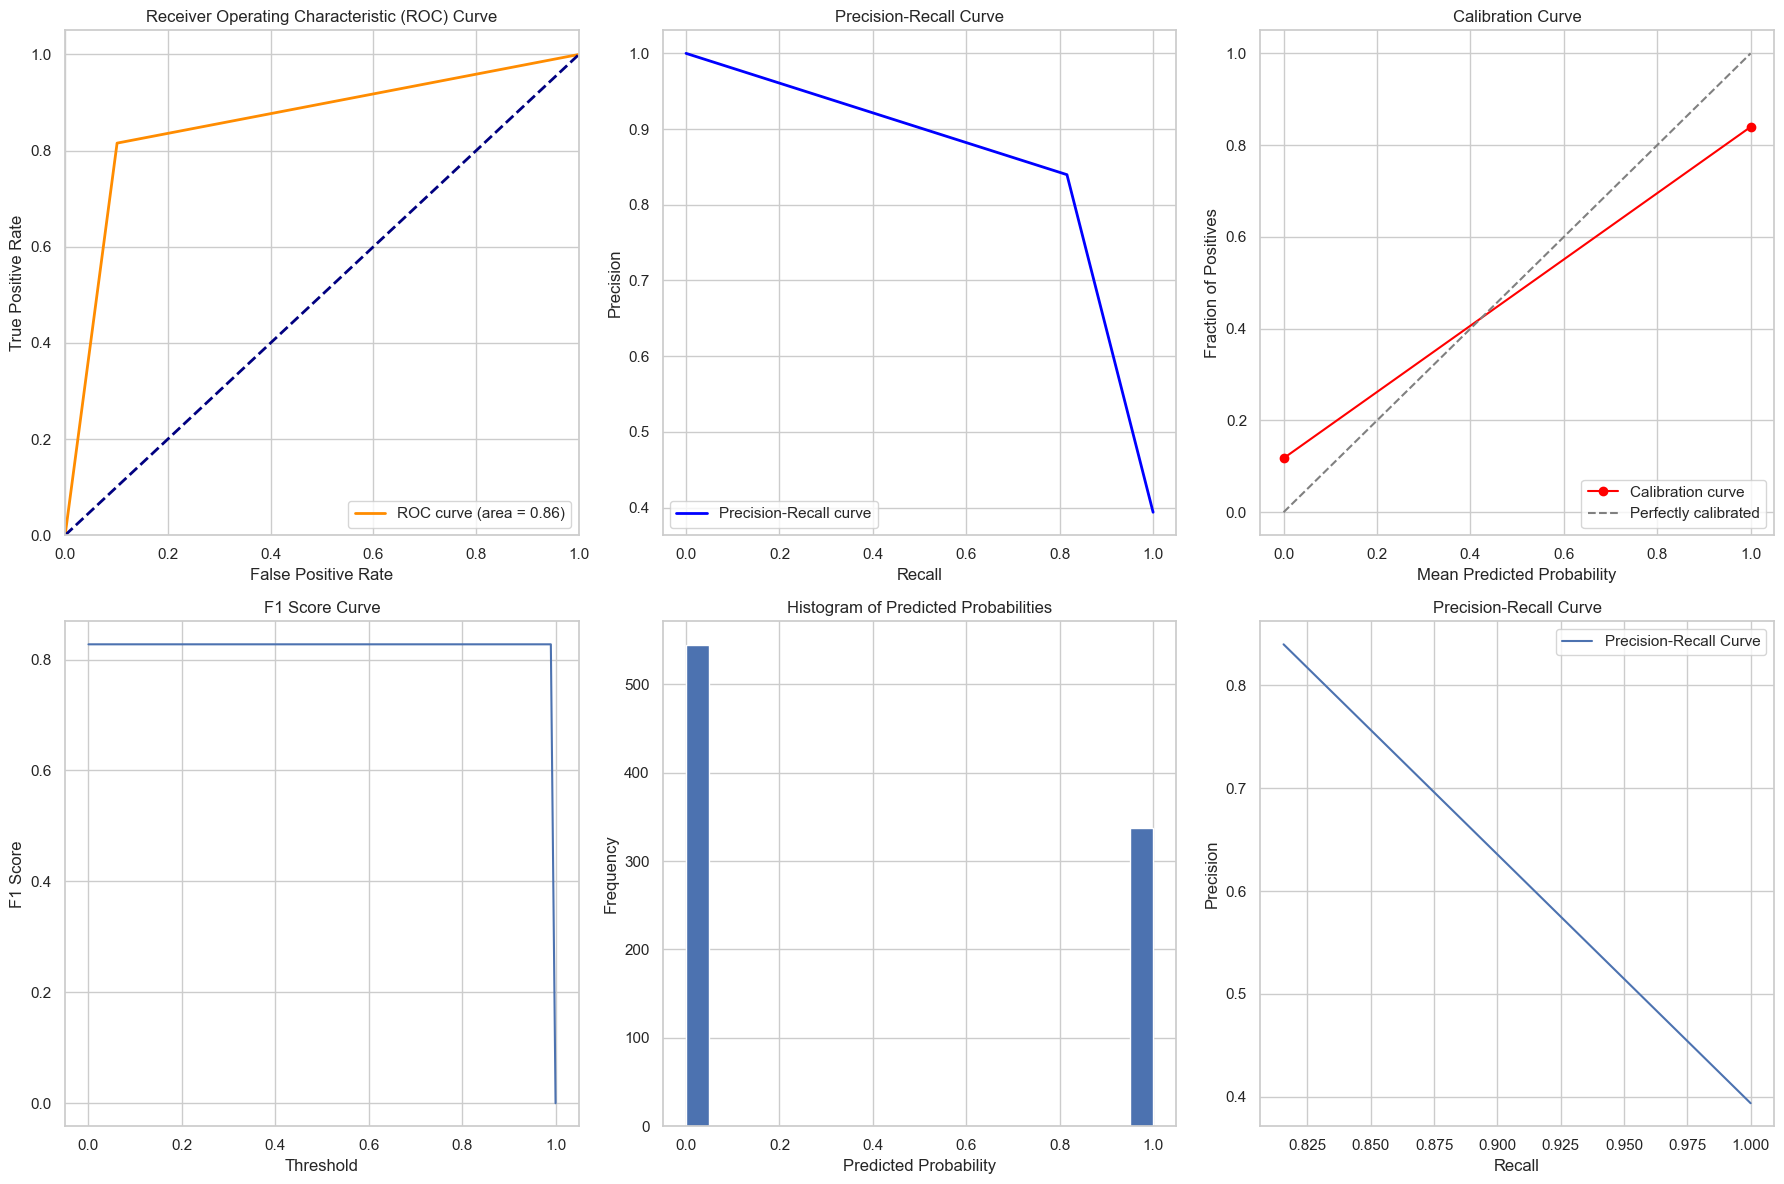 Receiver Operating Characteristic (ROC) Curve
True Positive Rate
1.0
0.8
0.6
0.4
0.2
0.0
ROC curve (area = 0.86)
0.0 0.2 0.4 0.6 0.8 1.0
False Positive Rate
Precision-Recall Curve
Precision
1.0
0.9
0.8
0.7
0.6
0.5
0.4
Precision-Recall curve
0.0 0.2 0.4 0.6 0.8 1.0
Recall
Calibration Curve
Fraction of Positives
1.0
0.8
0.6
0.4
0.2
0.0
Calibration curve
Perfectly calibrated
0.0 0.2 0.4 0.6 0.8 1.0
Mean Predicted Probability
F1 Score Curve
F1 Score
0.8
0.6
0.4
0.2
0.0
0.0 0.2 0.4 0.6 0.8 1.0
Threshold
Histogram of Predicted Probabilities
Frequency
500
400
300
200
100
0
0.0 0.2 0.4 0.6 0.8 1.0
Predicted Probability
Precision-Recall Curve
Precision-Recall Curve
Precision
0.8
0.7
0.6
0.5
0.4
0.825 0.850 0.875 0.900 0.925 0.950 0.975 1.000
Recall